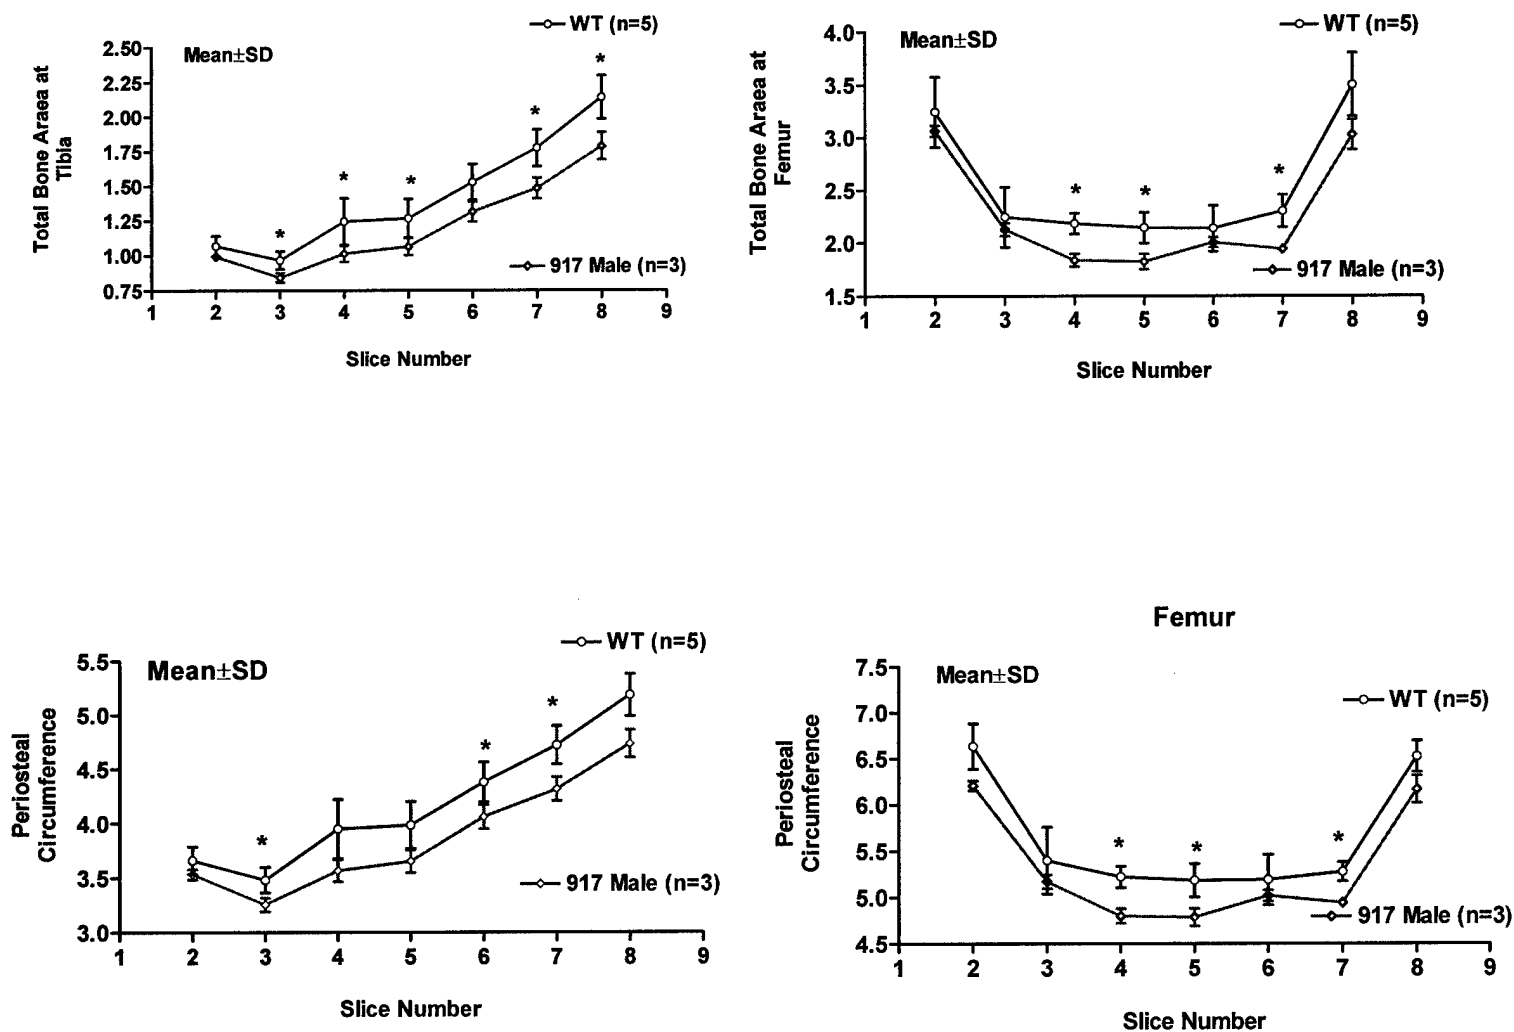 WT (n=5)
Mean±SD
2.50
2.25
2.00
1.75
1.50
1.25
1.00
0.75
Total Bone Araea at
Tibia
*
*
*
*
*
917 Male (n=3)
1 2 3 4 5 6 7 8 9
Slice Number
WT (n=5)
Mean±SD
4.0
3.5
3.0
2.5
2.0
1.5
Total Bone Araea at
Femur
*
*
*
917 Male (n=3)
1 2 3 4 5 6 7 8 9
Slice Number
WT (n=5)
Mean±SD
5.5
5.0
4.5
4.0
3.5
3.0
Periosteal
Circumference
*
*
*
917 Male (n=3)
1 2 3 4 5 6 7 8 9
Slice Number
Femur
Mean±SD
WT (n=5)
7.5
7.0
6.5
6.0
5.5
5.0
4.5
Periosteal
Circumference
*
*
*
917 Male (n=3)
1 2 3 4 5 6 7 8 9
Slice Number